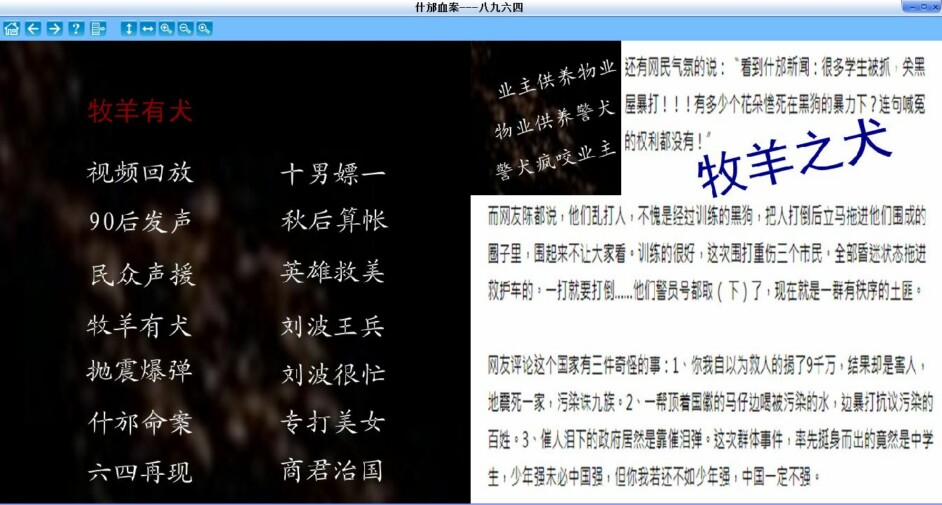 什邡血案---八九六四
牧羊有犬
视频回放 十男嫖一
90后发声 秋后算帐
民众声援 英雄救美
牧羊有犬 刘波王兵
抛震爆弹 刘波很忙
什邡命案 专打美女
六四再现 商君治国
业主供养物业
物业供养警犬
警犬疯咬业主
还有网民气氛的说："看到什邡新闻：很多学生被抓，关黑
屋暴打！！！有多少个花朵惨死在黑狗的暴力下？连句喊冤
的权利都没有！"
牧羊之犬
而网友陈都说，他们乱打人，不愧是经过训练的黑狗，把人打倒后立马拖进他们围成的
圈子里，围起来不让大家看。训练的很好，这次围打重伤三个市民，全部昏迷状态拖进
救护车的，一打就要打倒......他们警员号都取（下）了，现在就是一群有秩序的土匪。
网友评论这个国家有三件奇怪的事：1、你我自以为救人的捐了9千万，结果却是害人，
地震死一家，污染诛九族。2、一帮顶着国徽的马仔边喝被污染的水，边暴打抗议污染的
百姓。3、催人泪下的政府居然是靠催泪弹。这次群体事件，率先挺身而出的竟然是中学
生，少年强未必中国强，但你我若还不如少年强，中国一定不强。